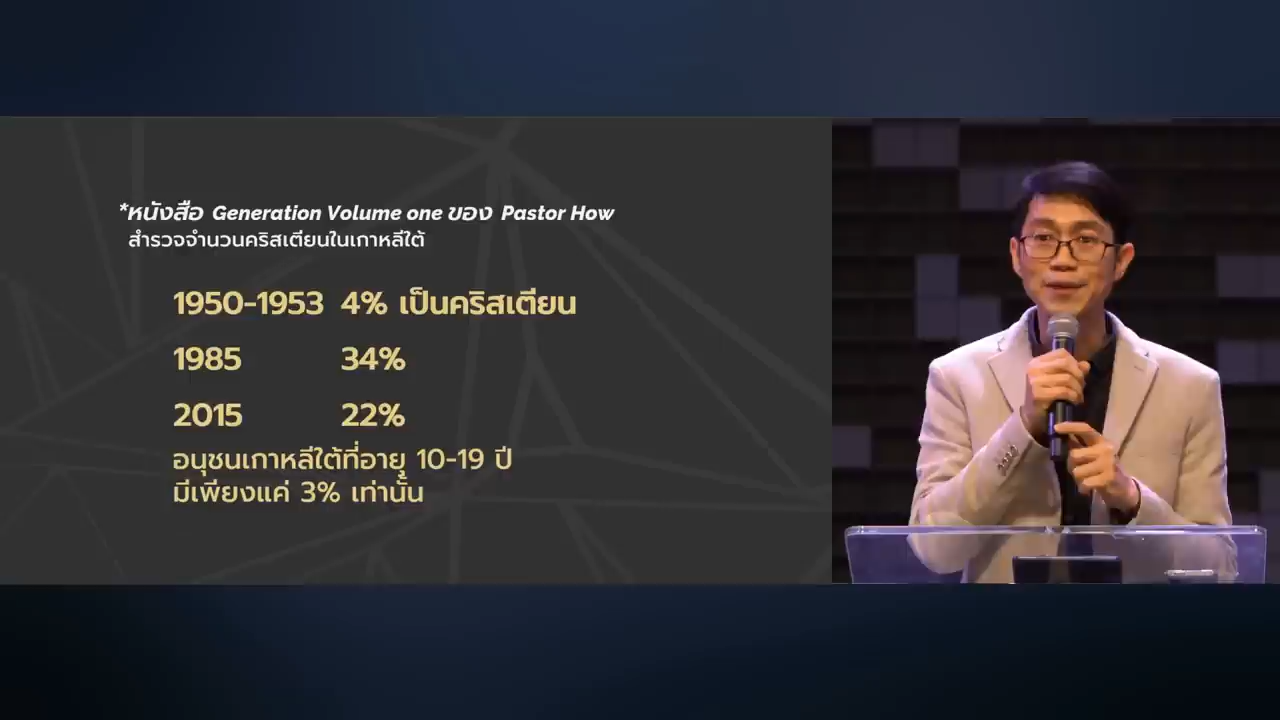 *หนังสือ Generation Volume one ของ Pastor How
สำรวจจำนวนคริสเตียนในเกาหลีใต้
1950-1953 4% เป็นคริสเตียน
1985 34%
2015 22%
อนุชนเกาหลีใต้ที่อายุ 10-19 ปี
มีเพียงแค่ 3% เท่านั้น